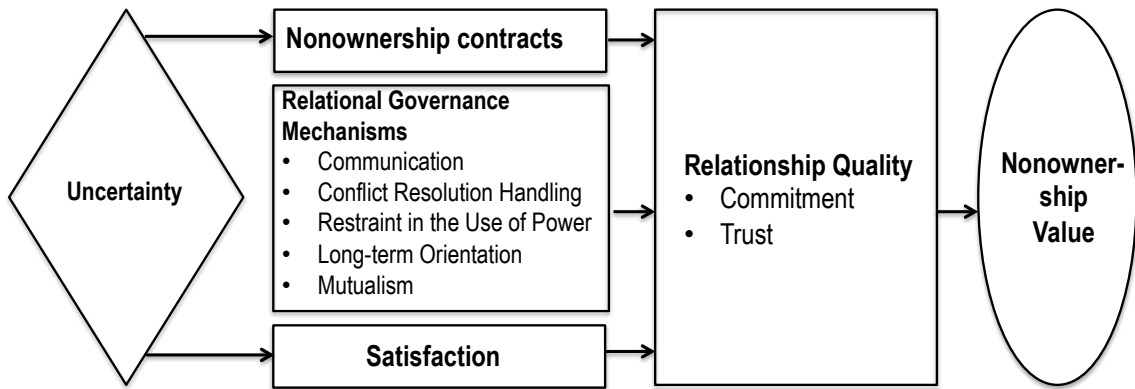 Uncertainty
Nonownership contracts
Relational Governance
Mechanisms
• Communication
• Conflict Resolution Handling
• Restraint in the Use of Power
• Long-term Orientation
• Mutualism
Satisfaction
Relationship Quality
• Commitment
• Trust
Nonowner-
ship
Value